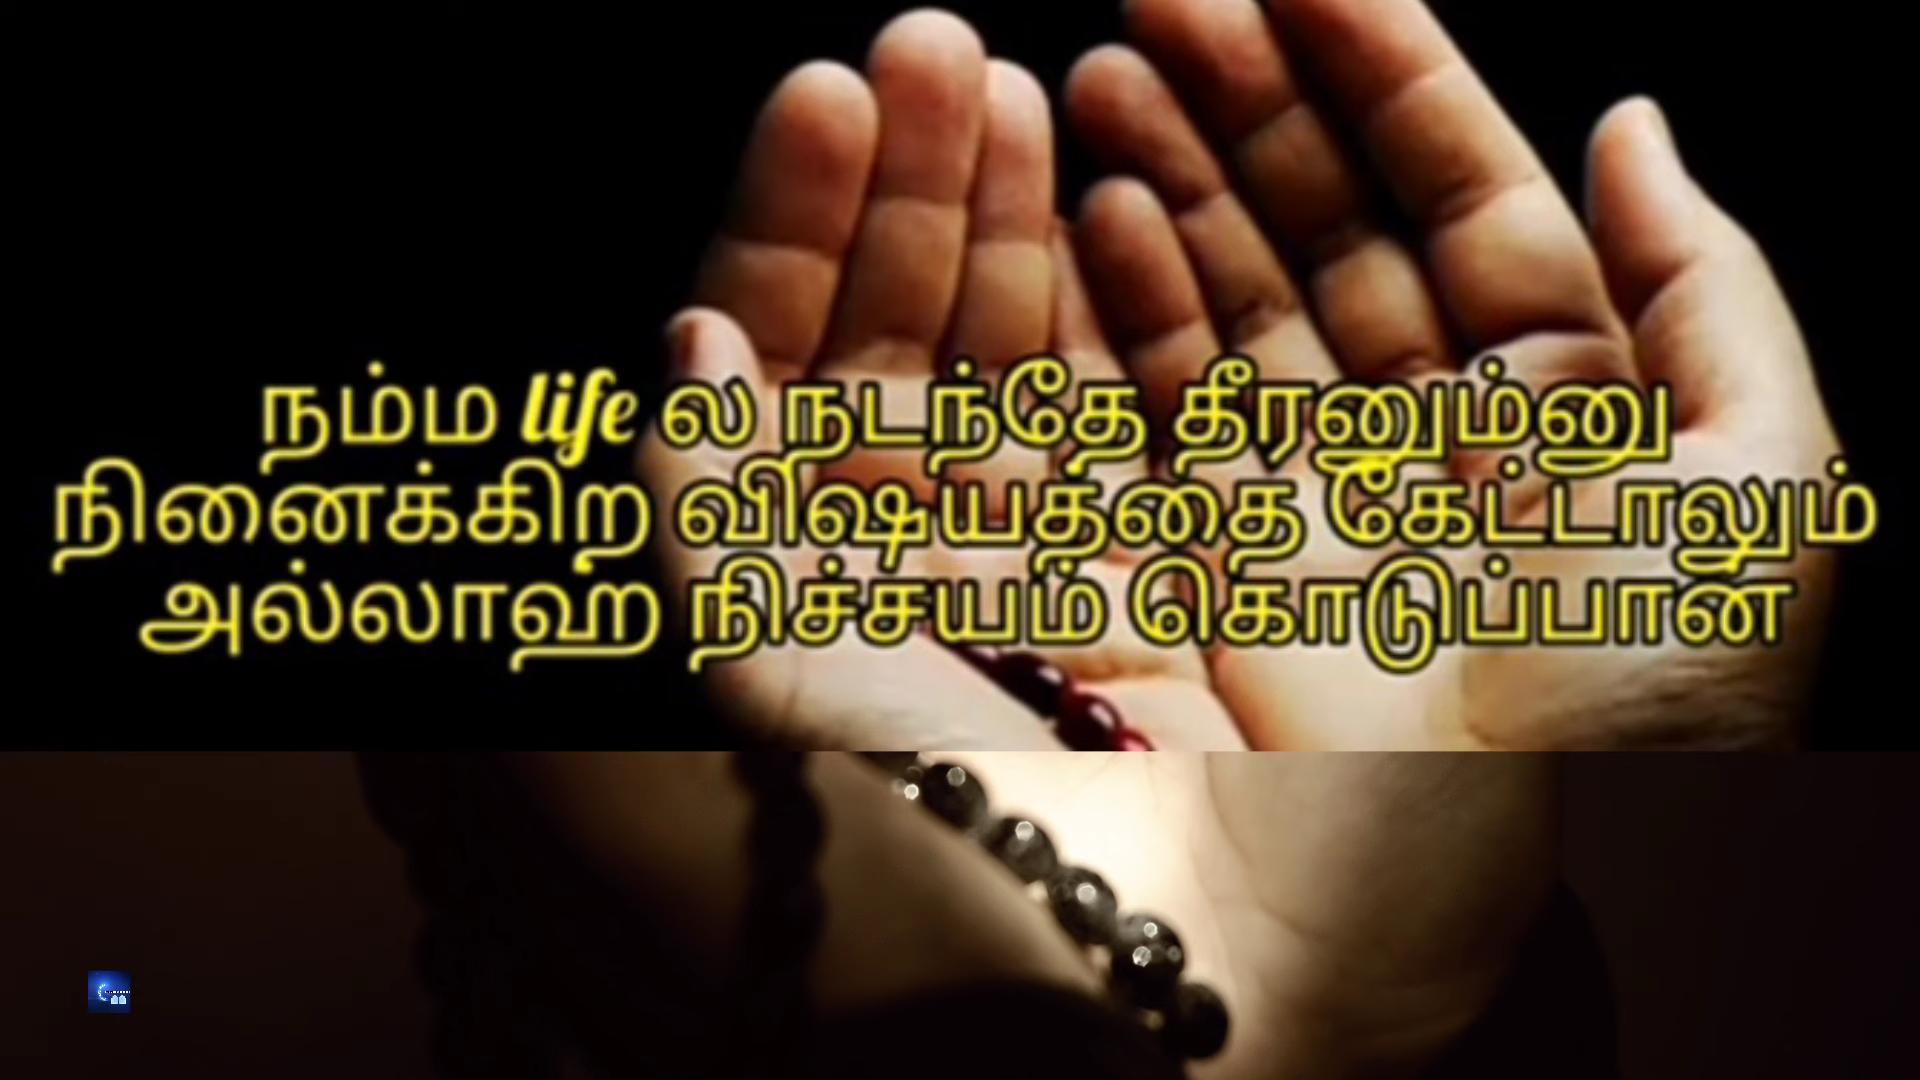 நம்ம life ல நடந்தே தீரனும்னு
நினைக்கிற விஷயத்தை கேட்டாலும்
அல்லாஹ் நிச்சயம் கொடுப்பான்